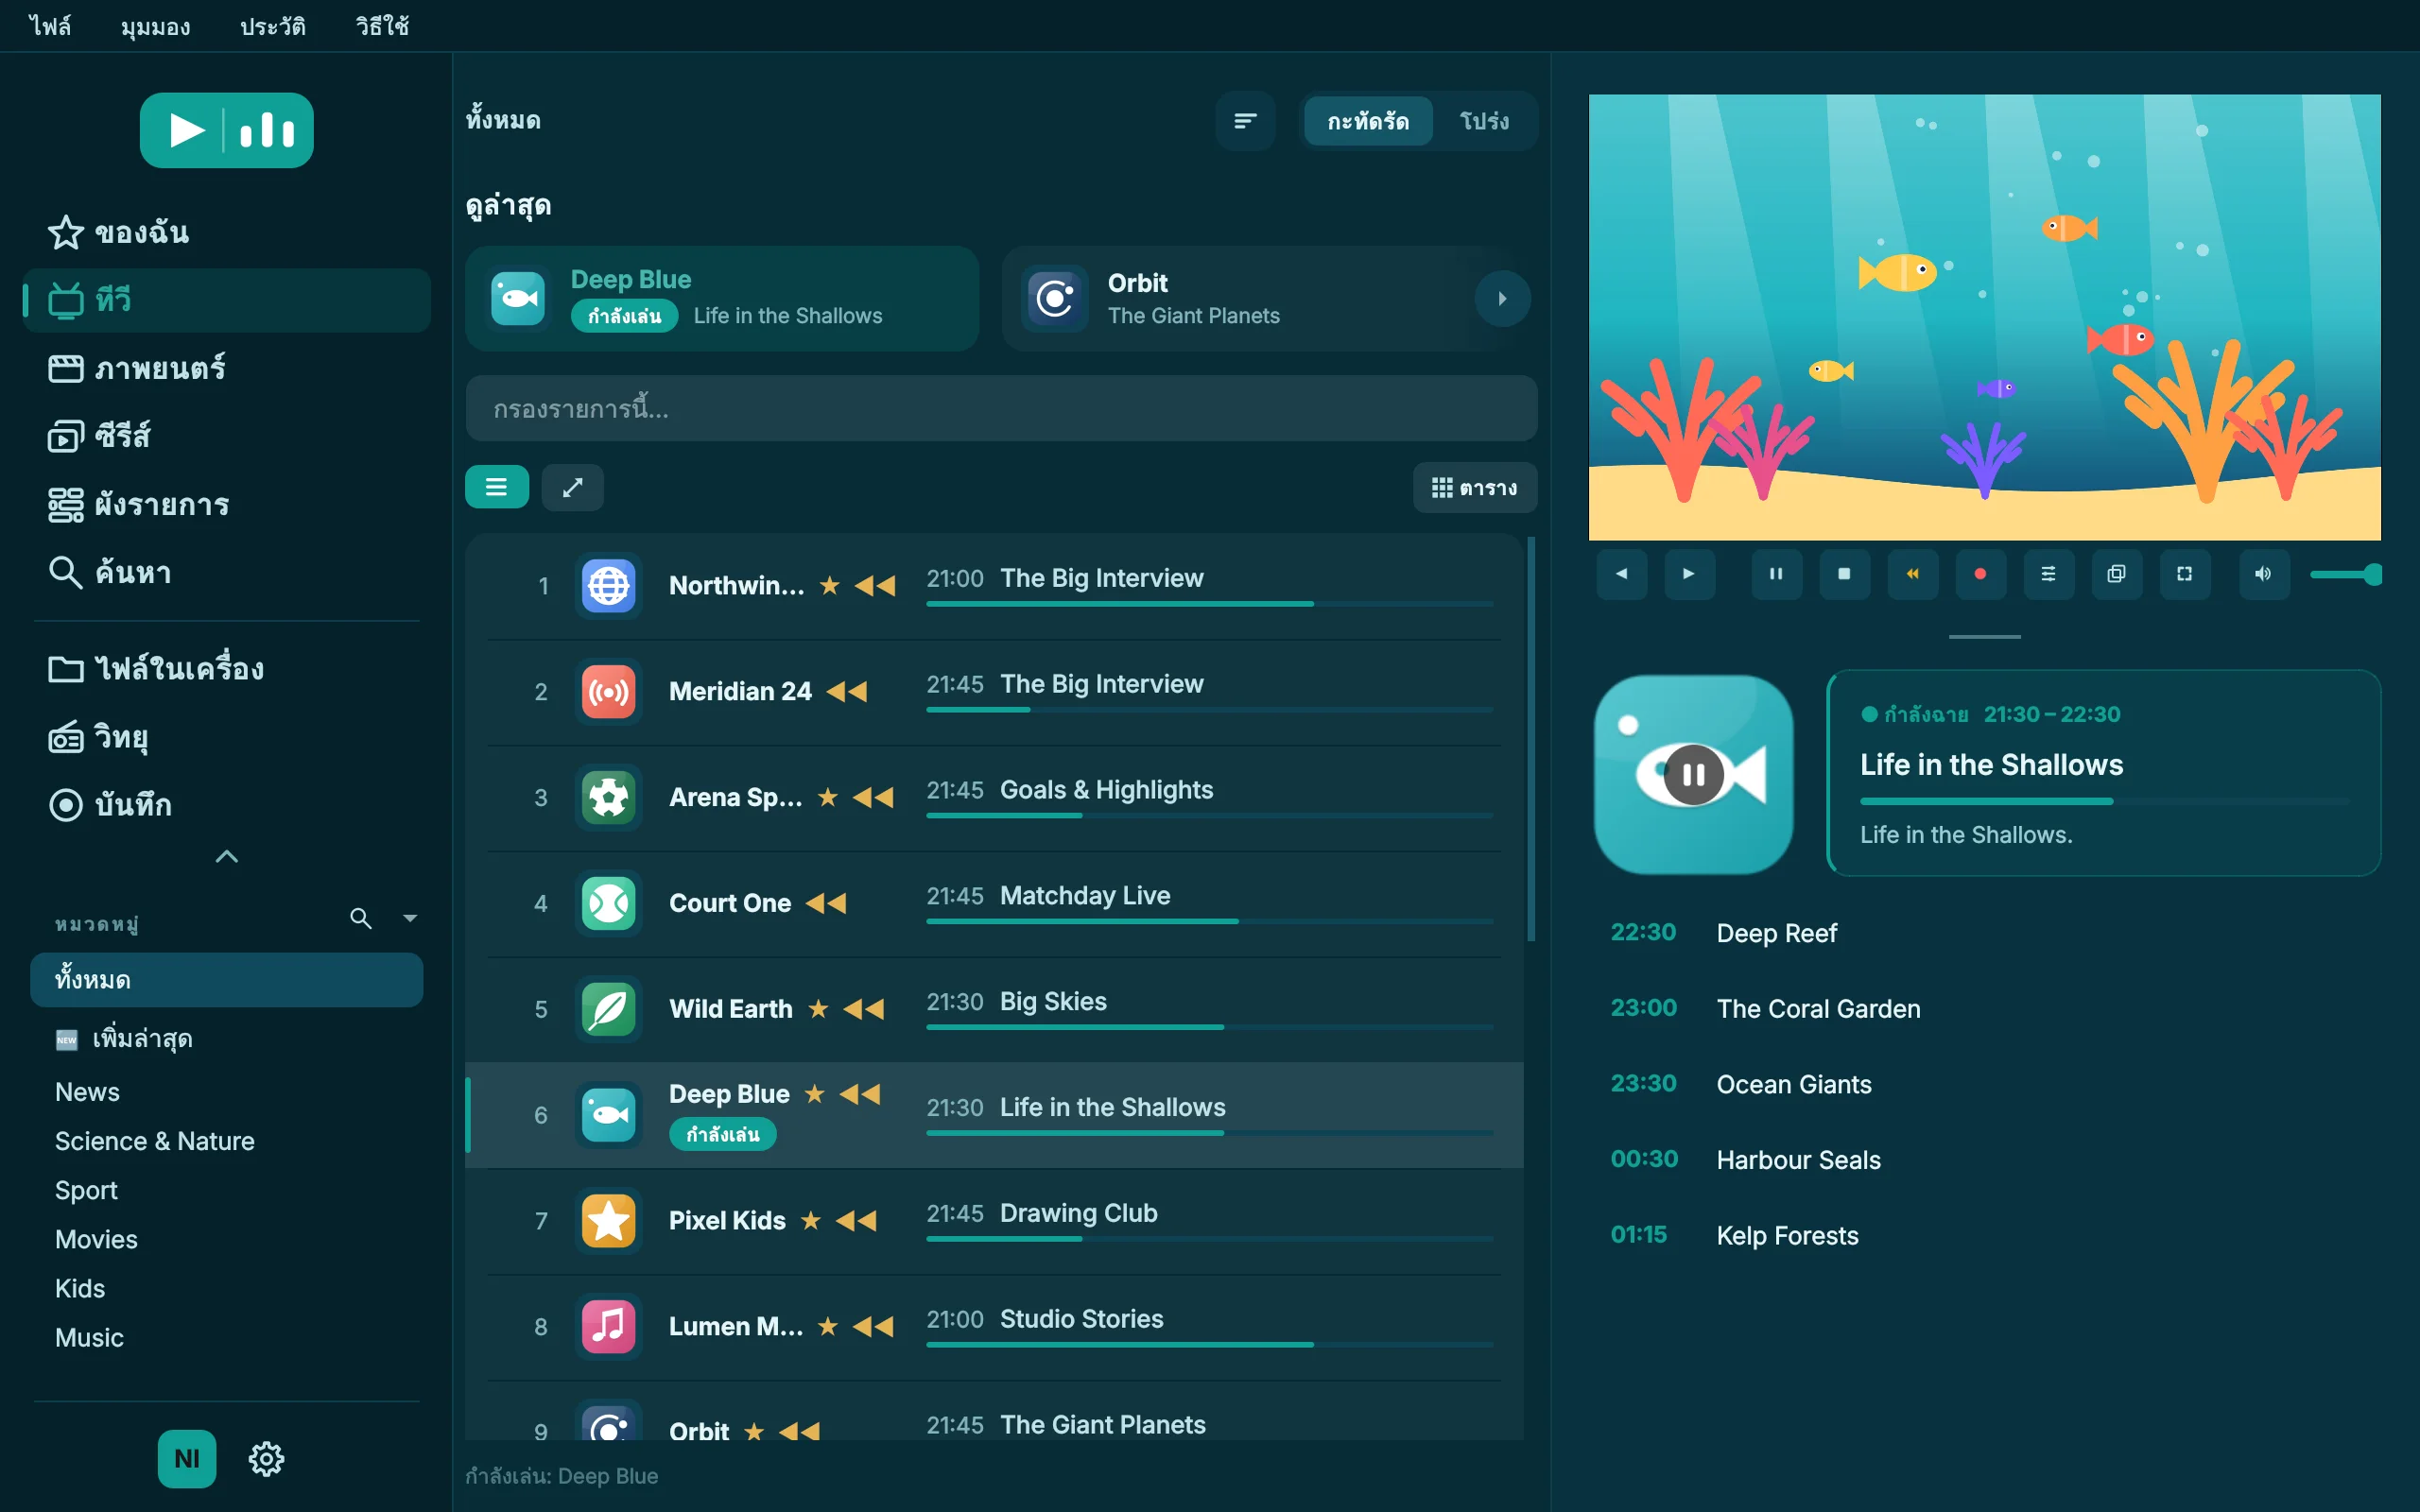 ไฟล์ มุมมอง ประวัติ วิธีใช้
ของฉัน
ทีวี
ภาพยนตร์
ซีรีส์
ผังรายการ
ค้นหา
ไฟล์ในเครื่อง
วิทยุ
บันทึก
หมวดหมู่
ทั้งหมด
NEW เพิ่มล่าสุด
News
Science & Nature
Sport
Movies
Kids
Music
NI
ทั้งหมด กะทัดรัด โปร่ง
ดูล่าสุด
Deep Blue
กำลังเล่น Life in the Shallows
Orbit
The Giant Planets
กรองรายการนี้...
ตาราง
1 Northwin... 21:00 The Big Interview
2 Meridian 24 21:45 The Big Interview
3 Arena Sp... 21:45 Goals & Highlights
4 Court One 21:45 Matchday Live
5 Wild Earth 21:30 Big Skies
6 Deep Blue 21:30 Life in the Shallows
กำลังเล่น
7 Pixel Kids 21:45 Drawing Club
8 Lumen M... 21:00 Studio Stories
9 Orbit 21:45 The Giant Planets
กำลังเล่น: Deep Blue
กำลังฉาย 21:30 – 22:30
Life in the Shallows
Life in the Shallows.
22:30 Deep Reef
23:00 The Coral Garden
23:30 Ocean Giants
00:30 Harbour Seals
01:15 Kelp Forests